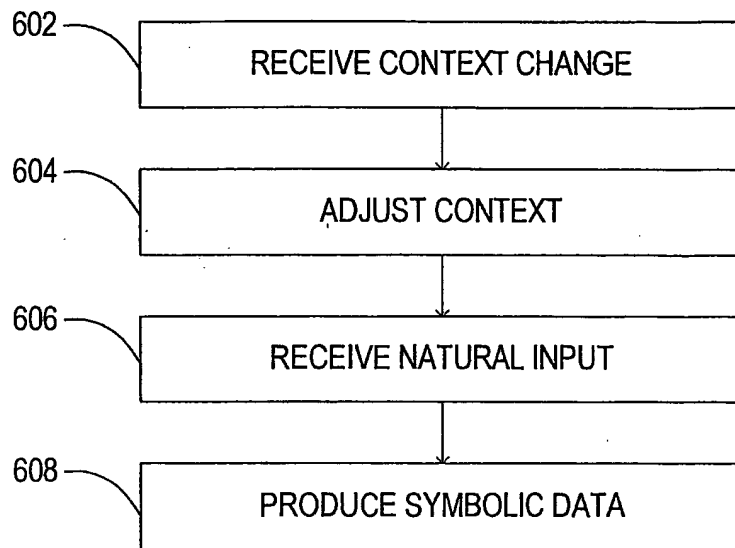 602
RECEIVE CONTEXT CHANGE
604
ADJUST CONTEXT
606
RECEIVE NATURAL INPUT
608
PRODUCE SYMBOLIC DATA